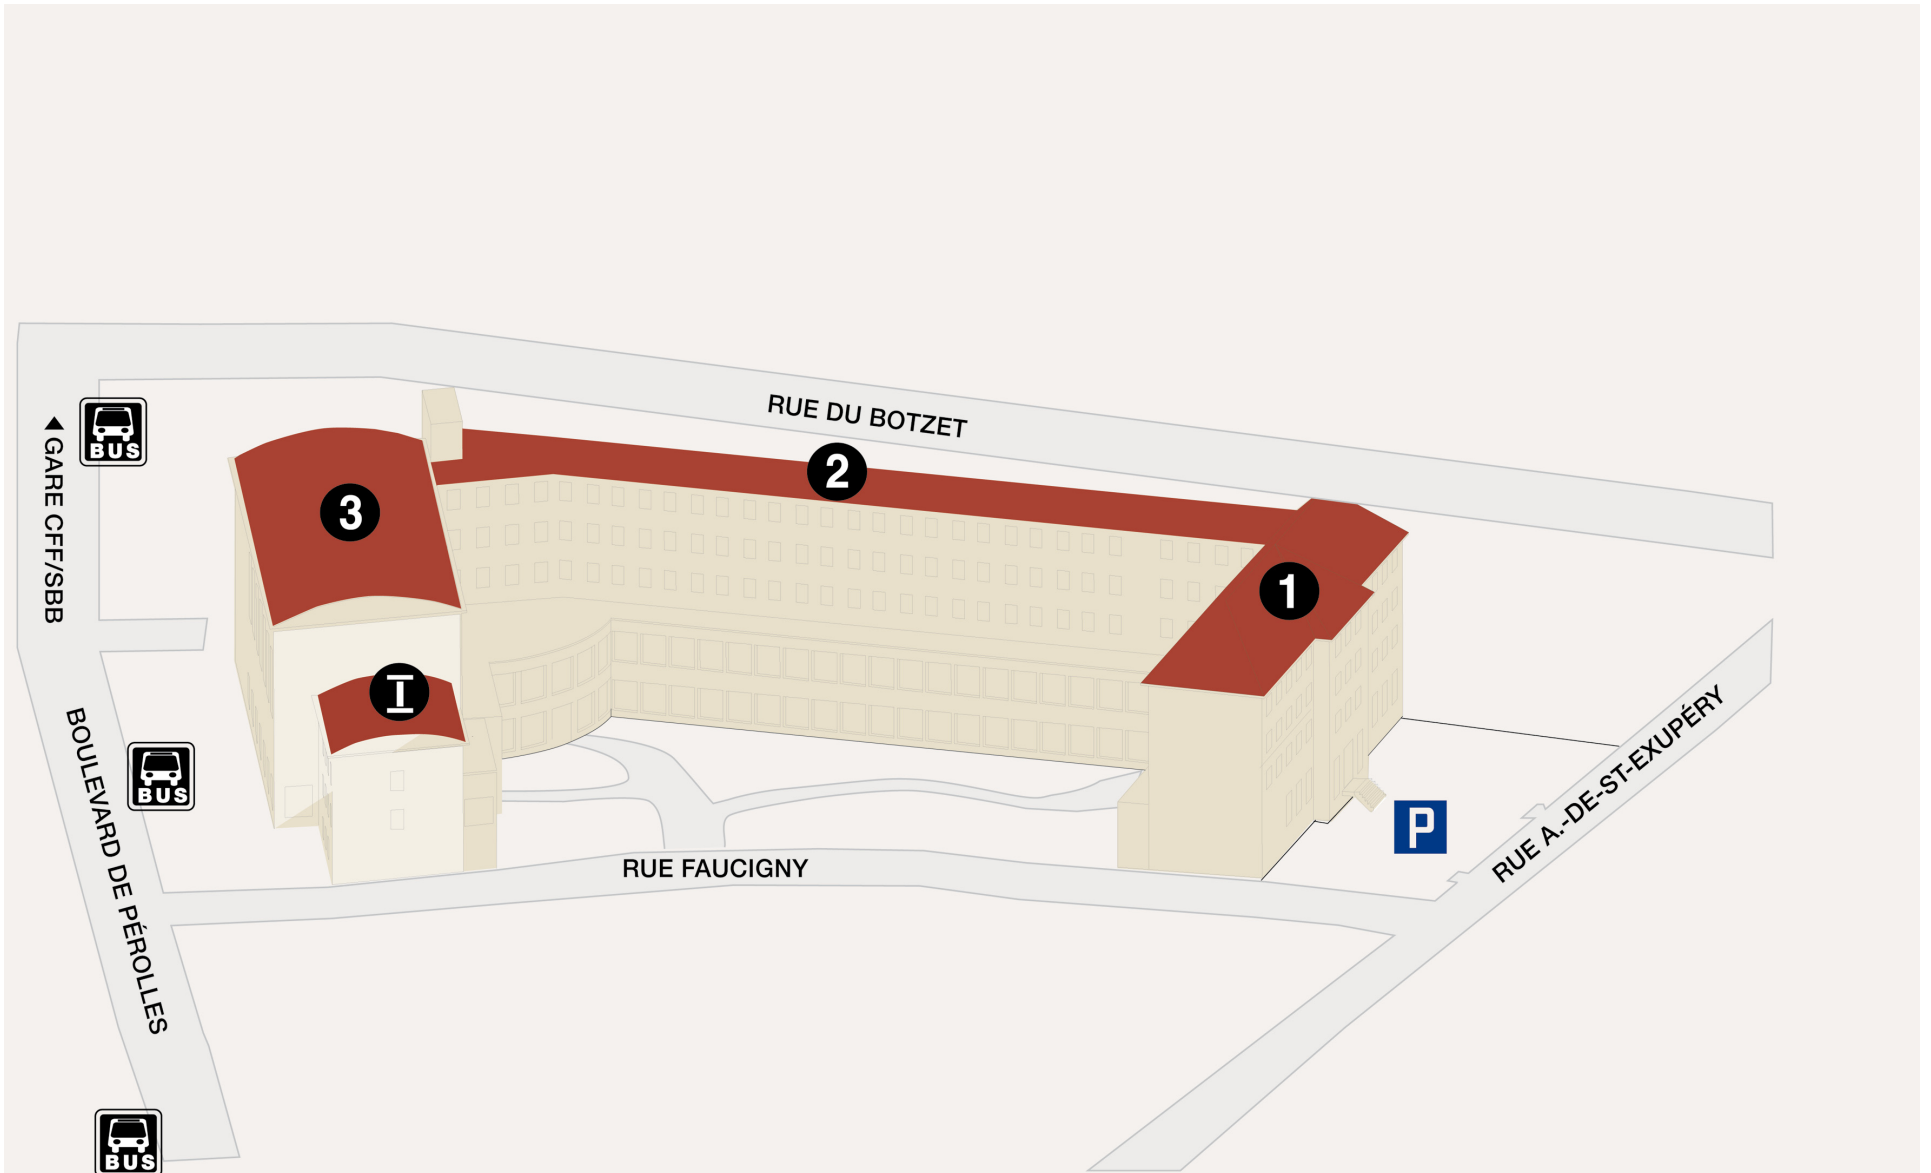 RUE DU BOTZET
BUS
◀ GARE CFF/SBB
2
3
1
I
BOULEVARD DE PÉROLLES
BUS
RUE A.-DE-ST-EXUPÉRY
P
RUE FAUCIGNY
BUS